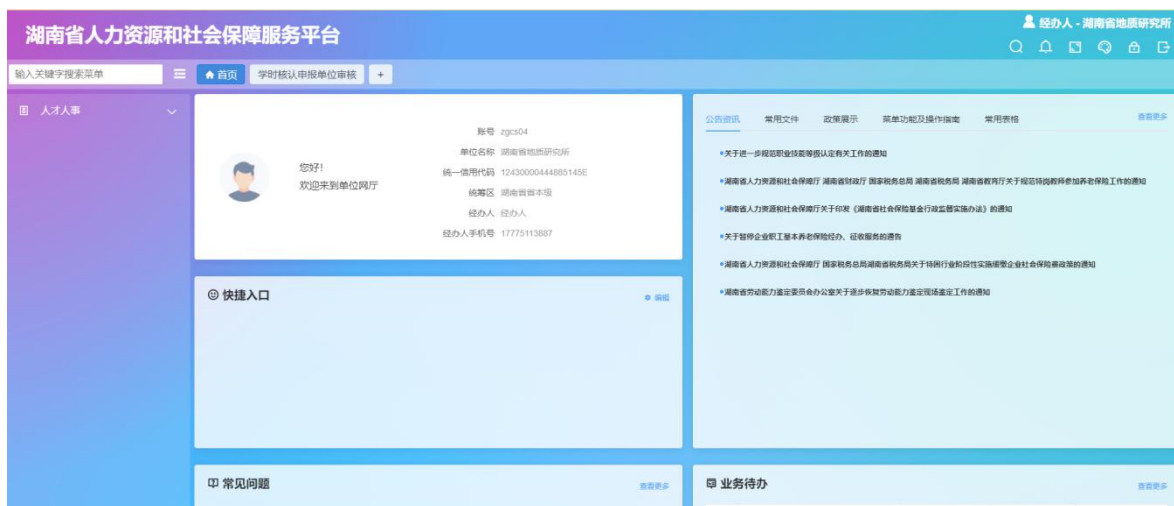 湖南省人力资源和社会保障服务平台
经办人 - 湖南省地质研究所
输入关键字搜索菜单
首页
学时核认申报单位审核
+
人才人事
您好!
欢迎来到单位网厅
账号 zgcs04
单位名称 湖南省地质研究所
统一信用代码 12430000444885145E
统筹区 湖南省省本级
经办人 经办人
经办人手机号 17775113887
公告资讯 常用文件 政策展示 菜单功能及操作指南 常用表格 查看更多
关于进一步规范职业技能等级认定有关工作的通知
湖南省人力资源和社会保障厅 湖南省财政厅 国家税务总局 湖南省税务局 湖南省教育厅关于规范特岗教师参加养老保险工作的通知
湖南省人力资源和社会保障厅关于印发《湖南省社会保险基金行政监督实施办法》的通知
关于暂停企业职工基本养老保险经办、征收服务的通告
湖南省人力资源和社会保障厅 国家税务总局湖南省税务局关于特困行业阶段性实施缓缴企业社会保险费政策的通知
湖南省劳动能力鉴定委员会办公室关于逐步恢复劳动能力鉴定现场鉴定工作的通知
快捷入口
编辑
常见问题
查看更多
业务待办
查看更多